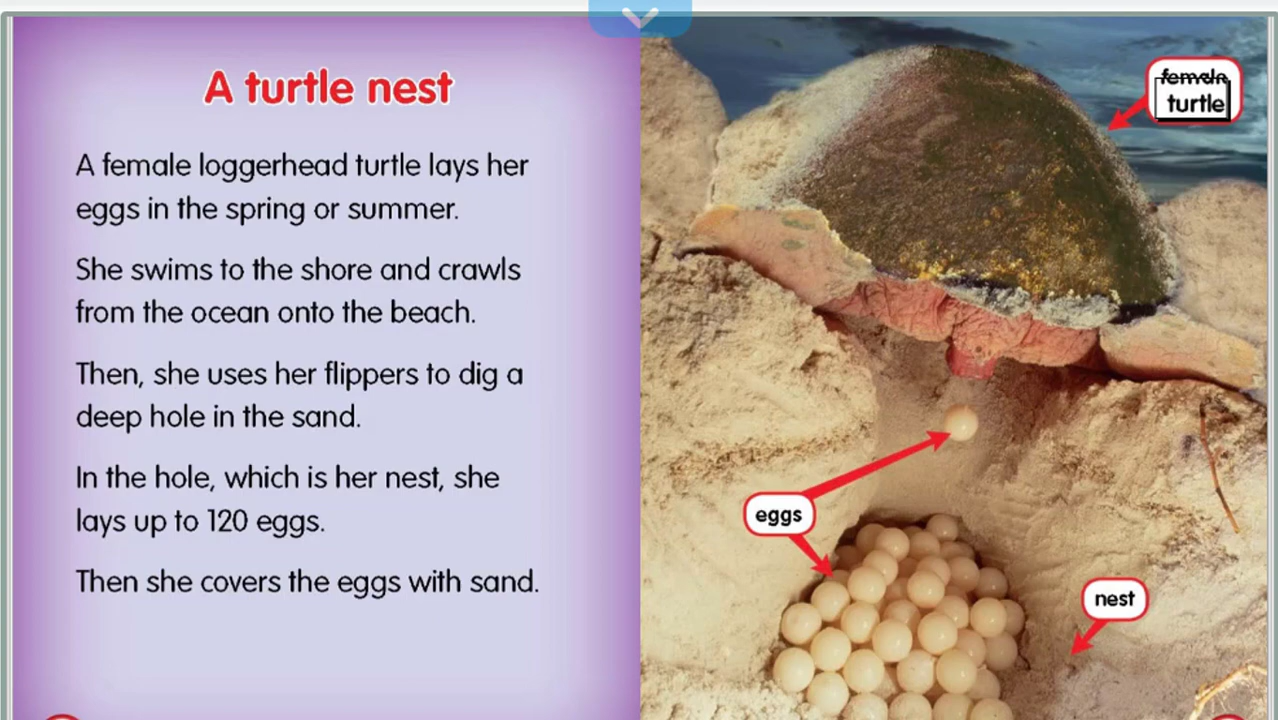 A turtle nest
A female loggerhead turtle lays her
eggs in the spring or summer.
She swims to the shore and crawls
from the ocean onto the beach.
Then, she uses her flippers to dig a
deep hole in the sand.
In the hole, which is her nest, she
lays up to 120 eggs.
Then she covers the eggs with sand.
female
turtle
eggs
nest